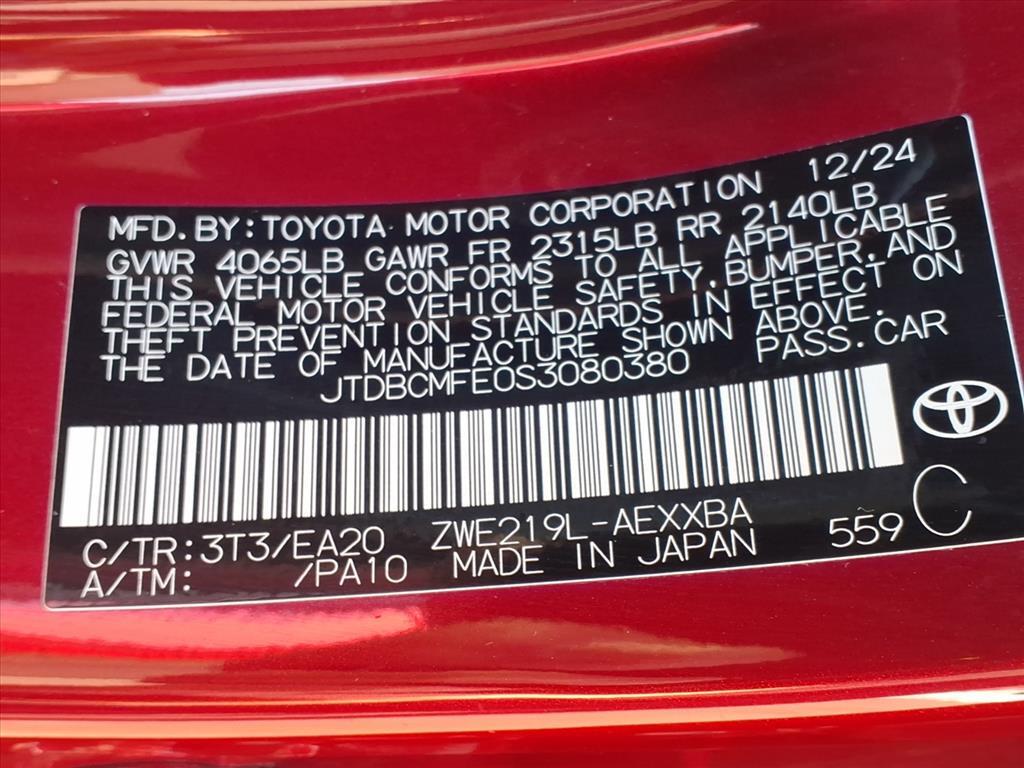 MFD. BY: TOYOTA MOTOR CORPORATION 12/24
GVWR 4065LB GAWR FR 2315LB RR 2140LB
THIS VEHICLE CONFORMS TO ALL APPLICABLE
FEDERAL MOTOR VEHICLE SAFETY, BUMPER, AND
THEFT PREVENTION STANDARDS IN EFFECT ON
THE DATE OF MANUFACTURE SHOWN ABOVE.
JTDBCMFE0S3080380 PASS. CAR
C/TR: 3T3/EA20 ZWE219L-AEXXBA
A/TM: /PA10 MADE IN JAPAN 559 C